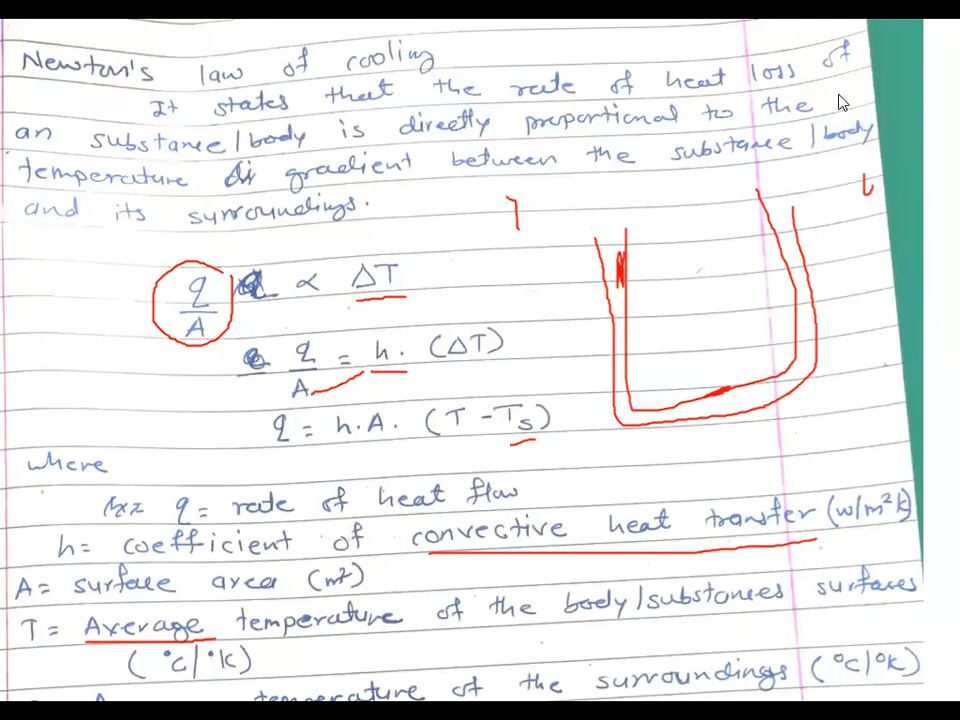 Newton's law of cooling
It states that the rate of heat loss of
an substance/body is directly proportional to the
temperature gradient between the substance/body
and its surroundings.
q/A ∝ ΔT
q/A = h. (ΔT)
q = h.A. (T - Ts)
where
q = rate of heat flow
h = coefficient of convective heat transfer (w/m²k)
A = surface area (m²)
T = Average temperature of the body/substances surfaces
(°c/°k)
temperature of the surroundings (°c/°k)